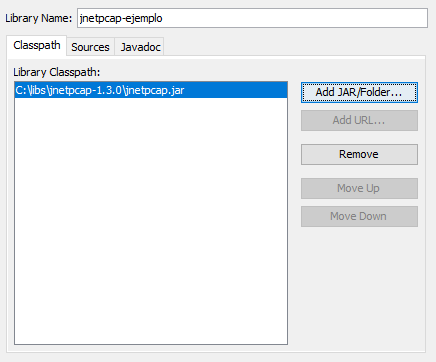 Library Name: jnetpcap-ejemplo
Classpath Sources Javadoc
Library Classpath:
C:\libs\jnetpcap-1.3.0\jnetpcap.jar
Add JAR/Folder...
Add URL...
Remove
Move Up
Move Down